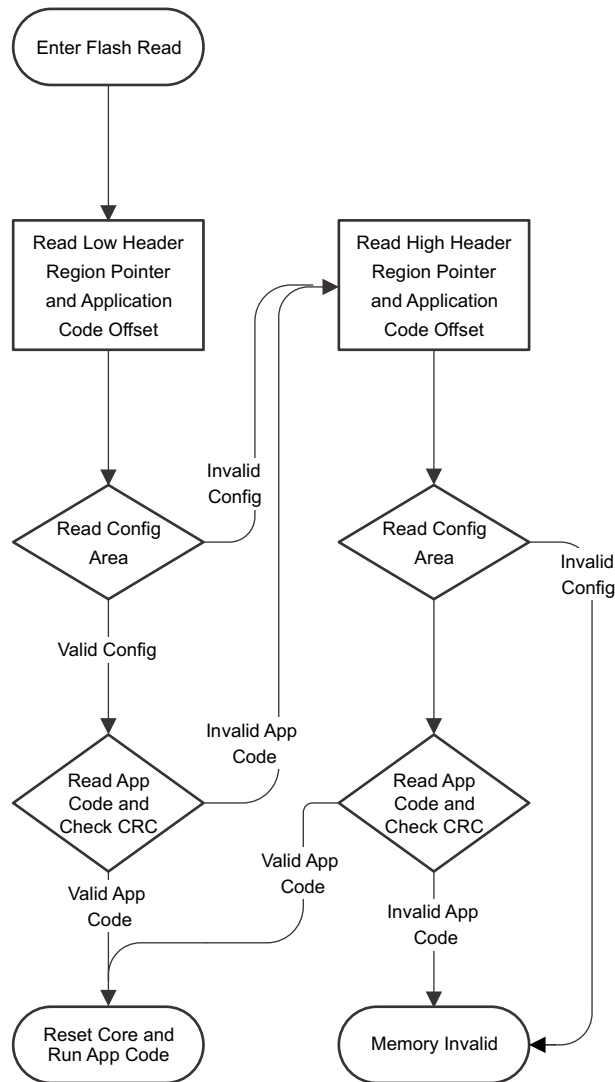 Enter Flash Read
Read Low Header
Region Pointer
and Application
Code Offset
Read High Header
Region Pointer
and Application
Code Offset
Invalid
Config
Read Config
Area
Read Config
Area
Invalid
Config
Valid Config
Invalid App
Code
Read App
Code and
Check CRC
Read App
Code and
Check CRC
Valid App
Code
Valid App
Code
Invalid App
Code
Reset Core and
Run App Code
Memory Invalid